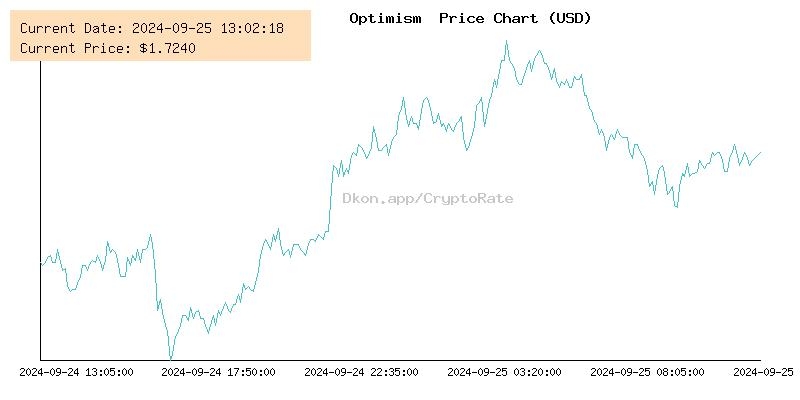 Optimism  Price Chart (USD)
Current Date: 2024-09-25 13:02:18
Current Price: $1.7240
Dkon.app/CryptoRate
2024-09-24 13:05:00 2024-09-24 17:50:00 2024-09-24 22:35:00 2024-09-25 03:20:00 2024-09-25 08:05:00 2024-09-25